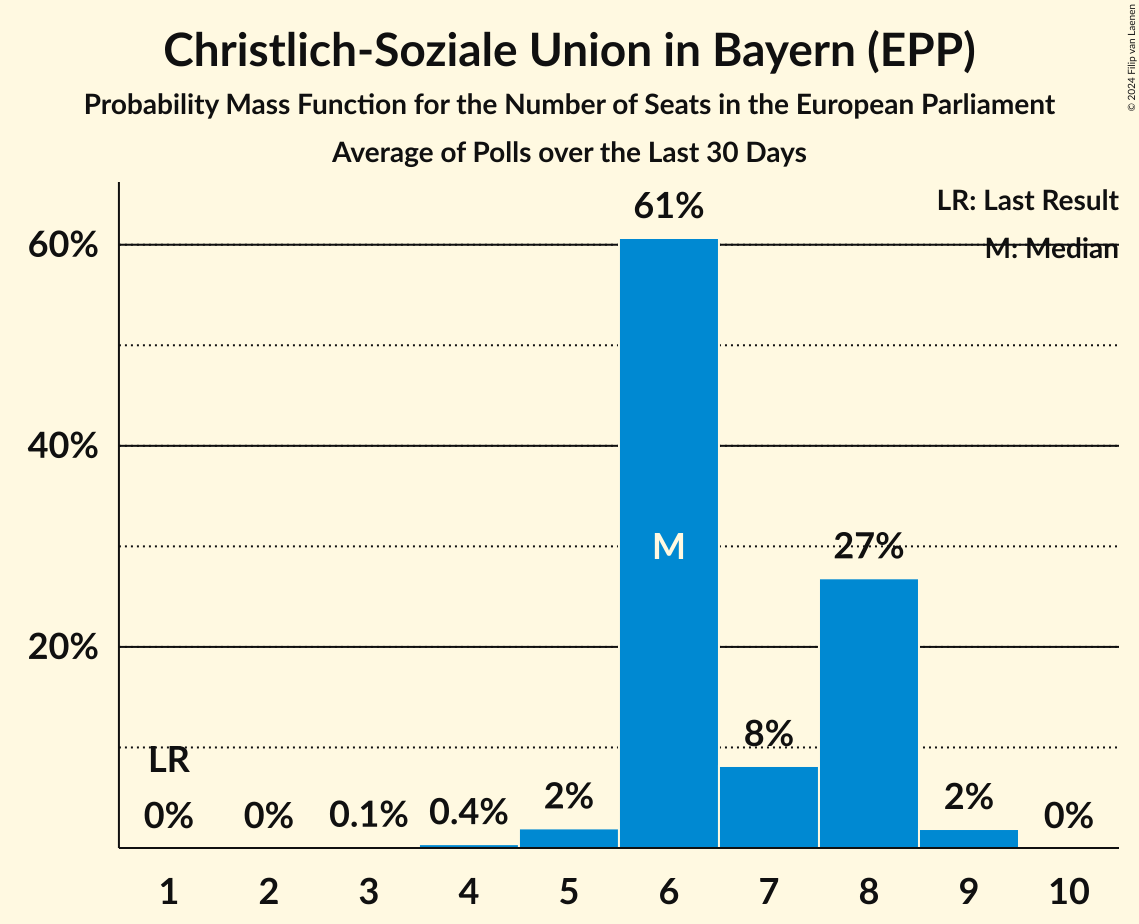 Christlich-Soziale Union in Bayern (EPP)
Probability Mass Function for the Number of Seats in the European Parliament
Average of Polls over the Last 30 Days
© 2024 Filip van Laenen
LR: Last Result
M: Median
61%
60%
40%
M
27%
20%
8%
LR
0%
0%
0.1%
0.4%
2%
2%
0%
1 2 3 4 5 6 7 8 9 10